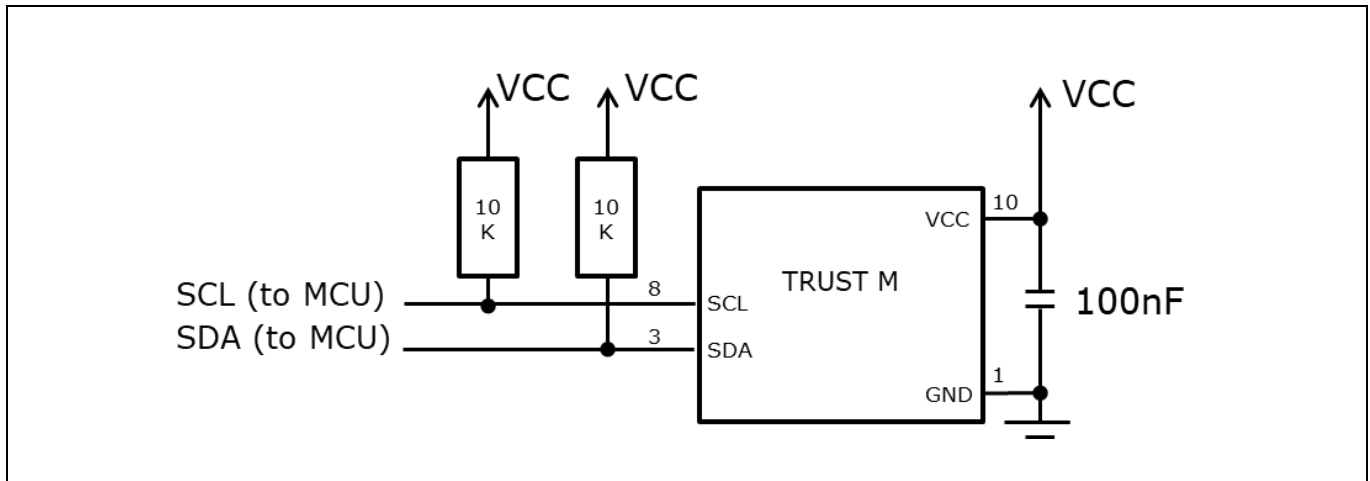 VCC
VCC
VCC
10
K
10
K
10
VCC
TRUST M
SCL (to MCU)
8
SCL
100nF
SDA (to MCU)
3
SDA
1
GND